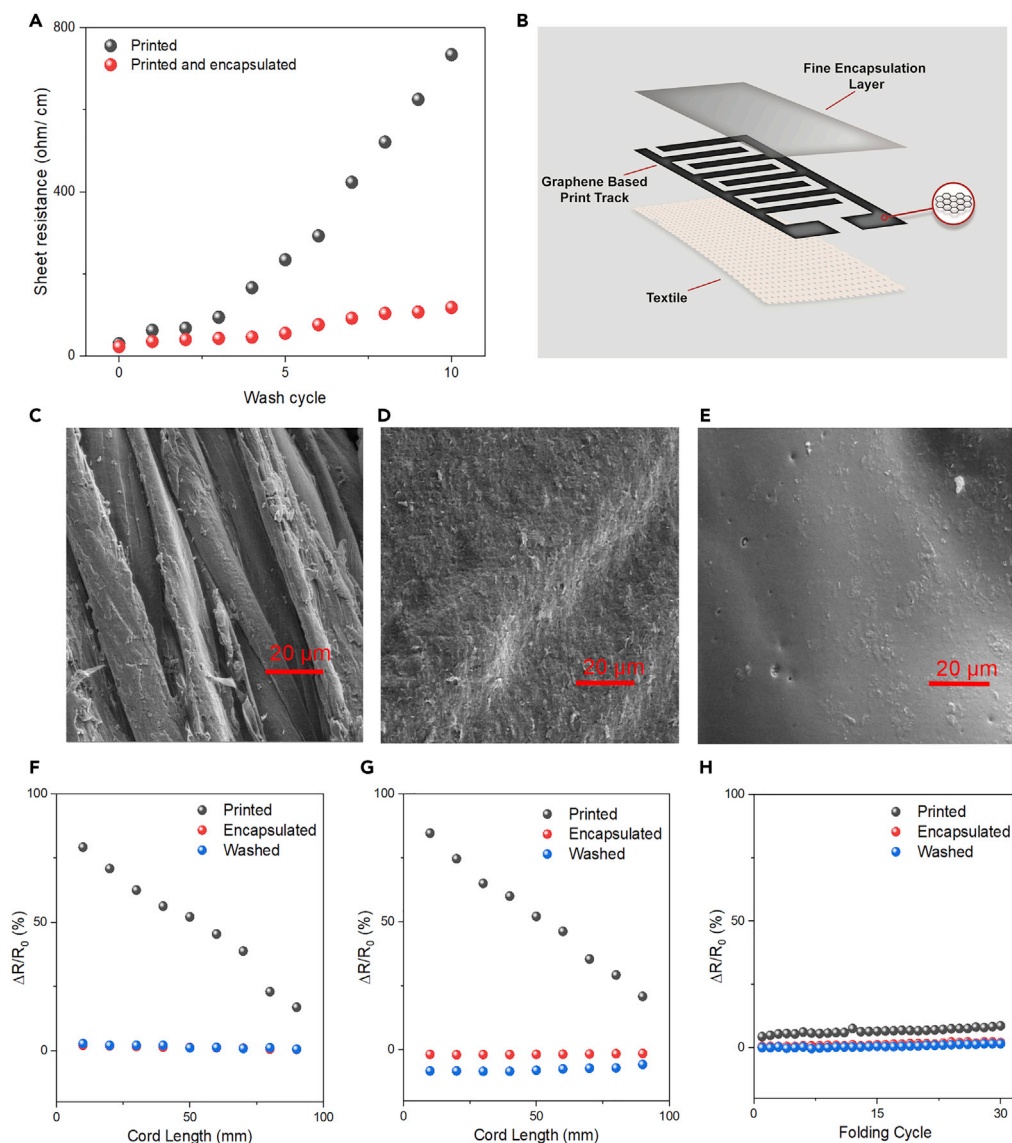 A
800
400
0
Sheet resistance (ohm/ cm)
Printed
Printed and encapsulated
0
5
10
Wash cycle
B
Fine Encapsulation
Layer
Graphene Based
Print Track
Textile
C
20 µm
D
20 µm
E
20 µm
F
100
50
0
ΔR/R0 (%)
Printed
Encapsulated
Washed
0
50
100
Cord Length (mm)
G
100
50
0
ΔR/R0 (%)
Printed
Encapsulated
Washed
0
50
100
Cord Length (mm)
H
100
50
0
ΔR/R0 (%)
Printed
Encapsulated
Washed
0
15
30
Folding Cycle